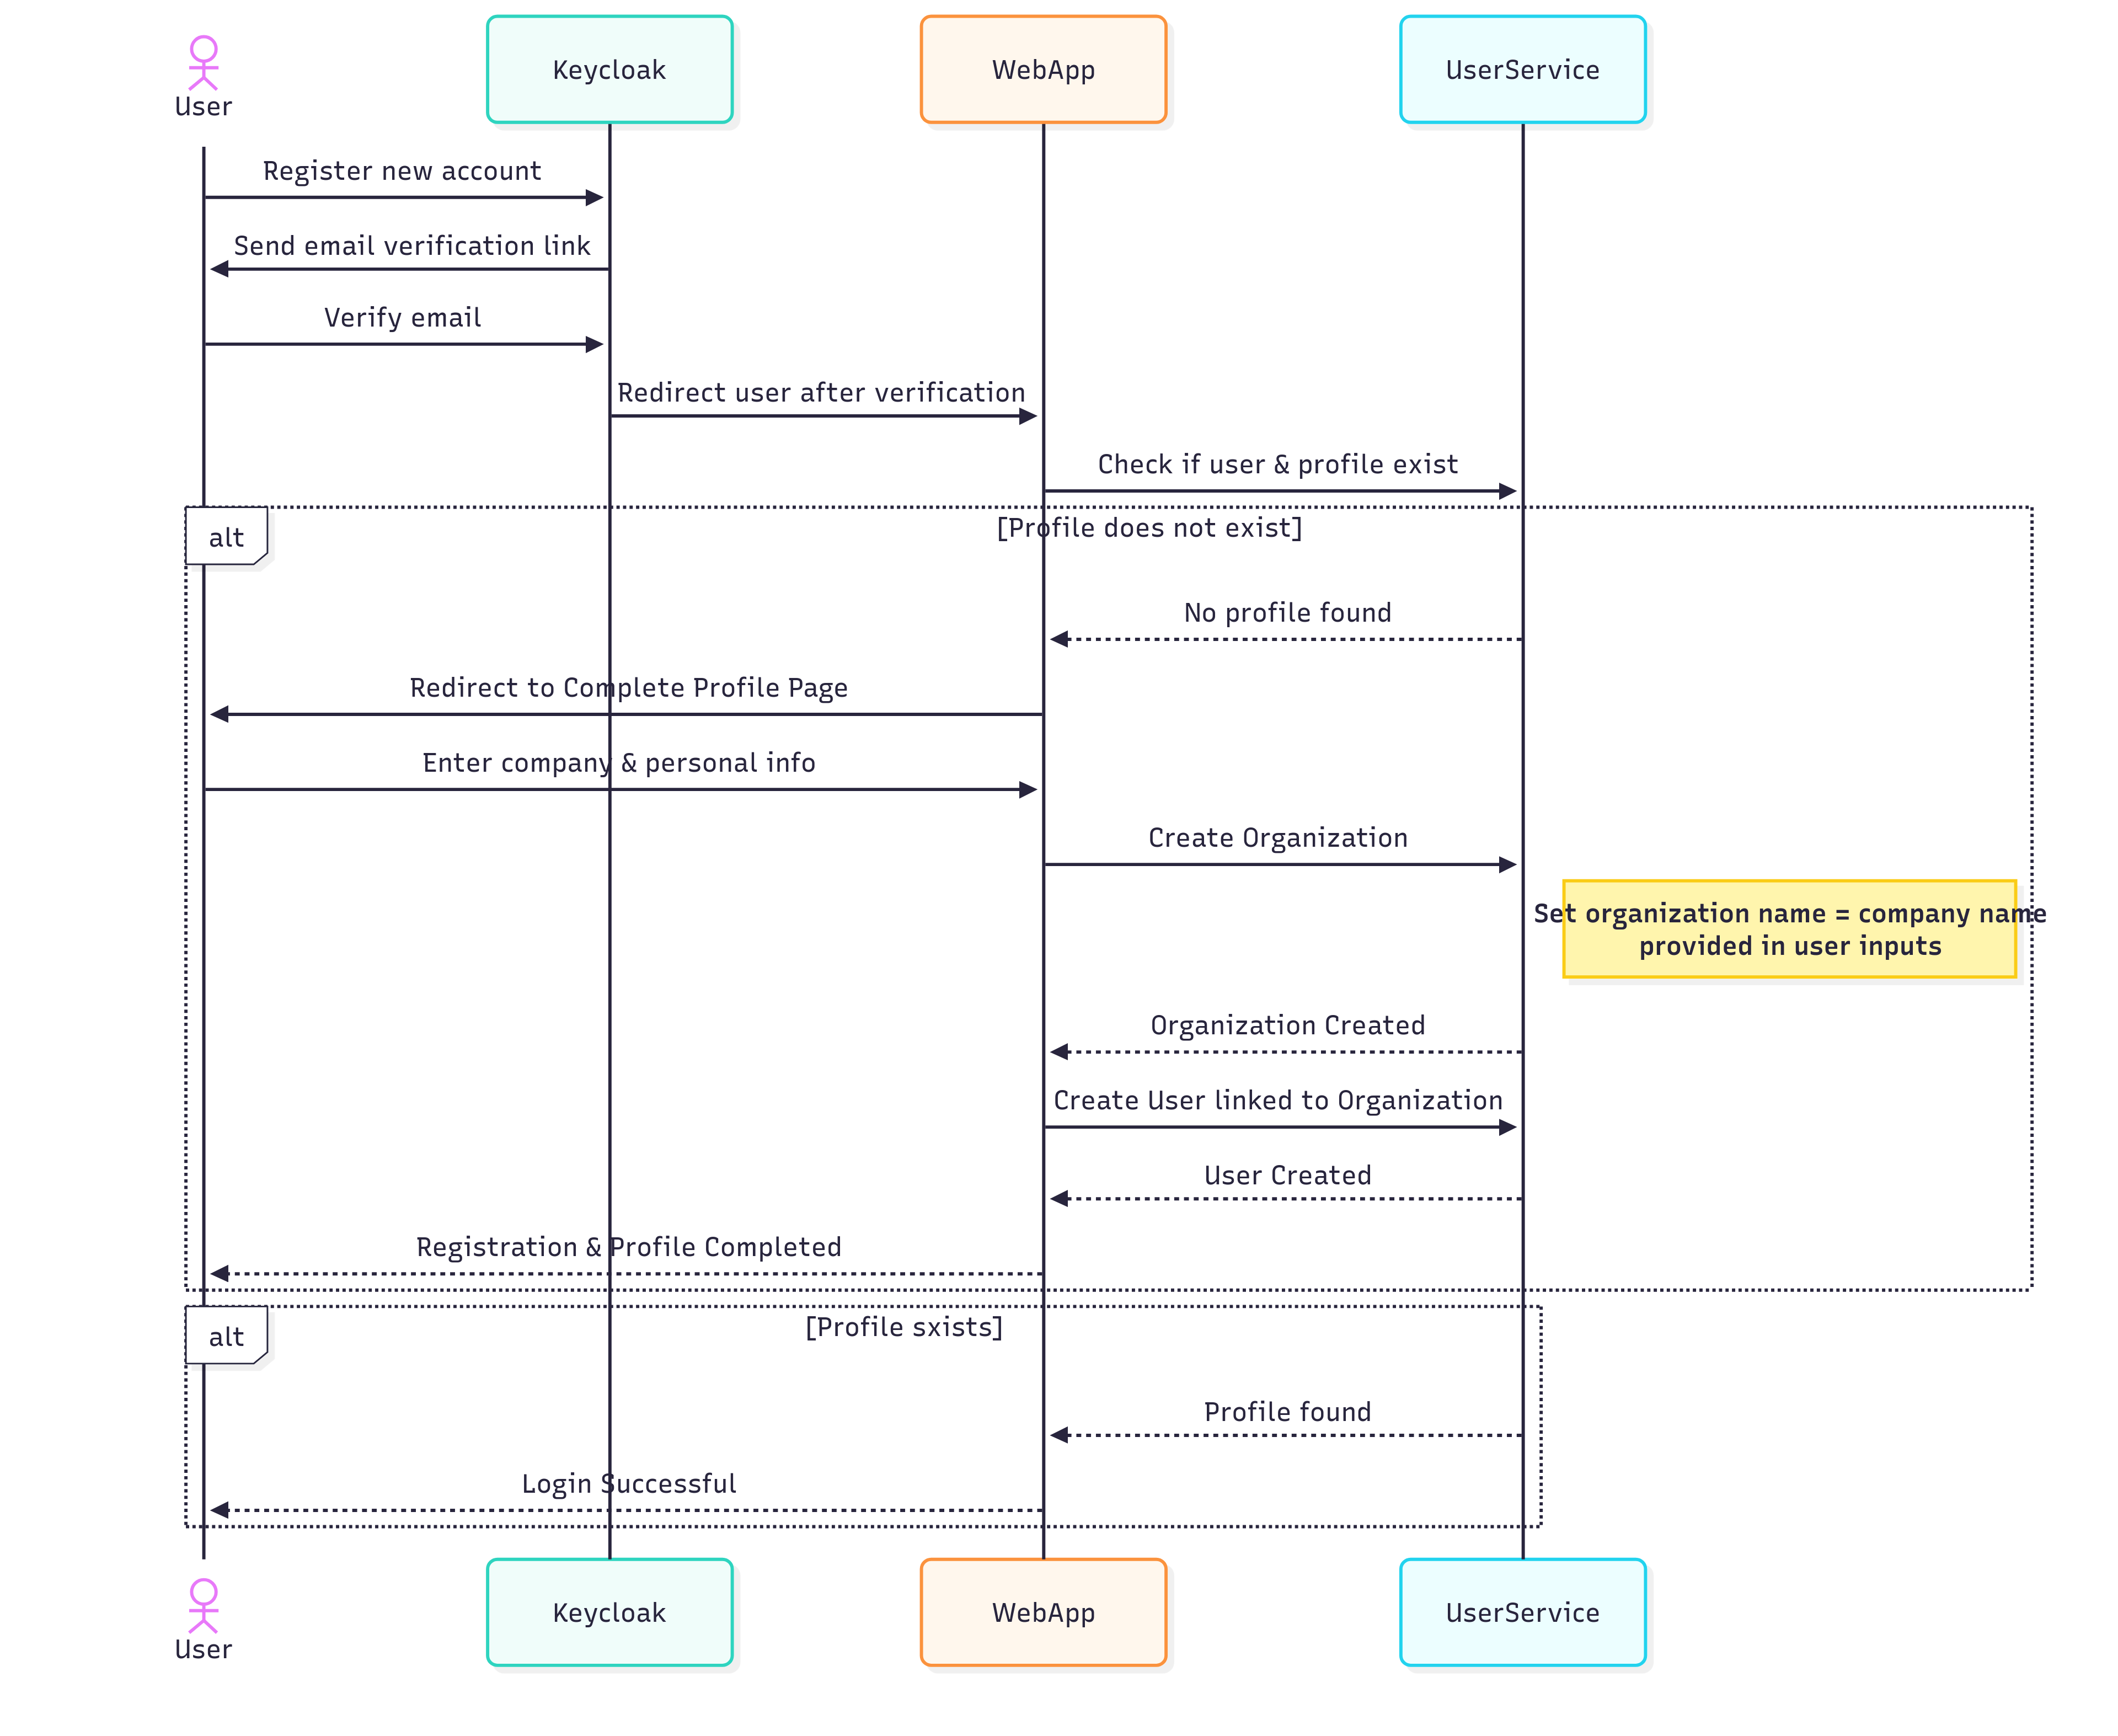 User
Keycloak
WebApp
UserService
Register new account
Send email verification link
Verify email
Redirect user after verification
Check if user & profile exist
alt
[Profile does not exist]
No profile found
Redirect to Complete Profile Page
Enter company & personal info
Create Organization
Set organization name = company name
provided in user inputs
Organization Created
Create User linked to Organization
User Created
Registration & Profile Completed
alt
[Profile sxists]
Profile found
Login Successful
User
Keycloak
WebApp
UserService